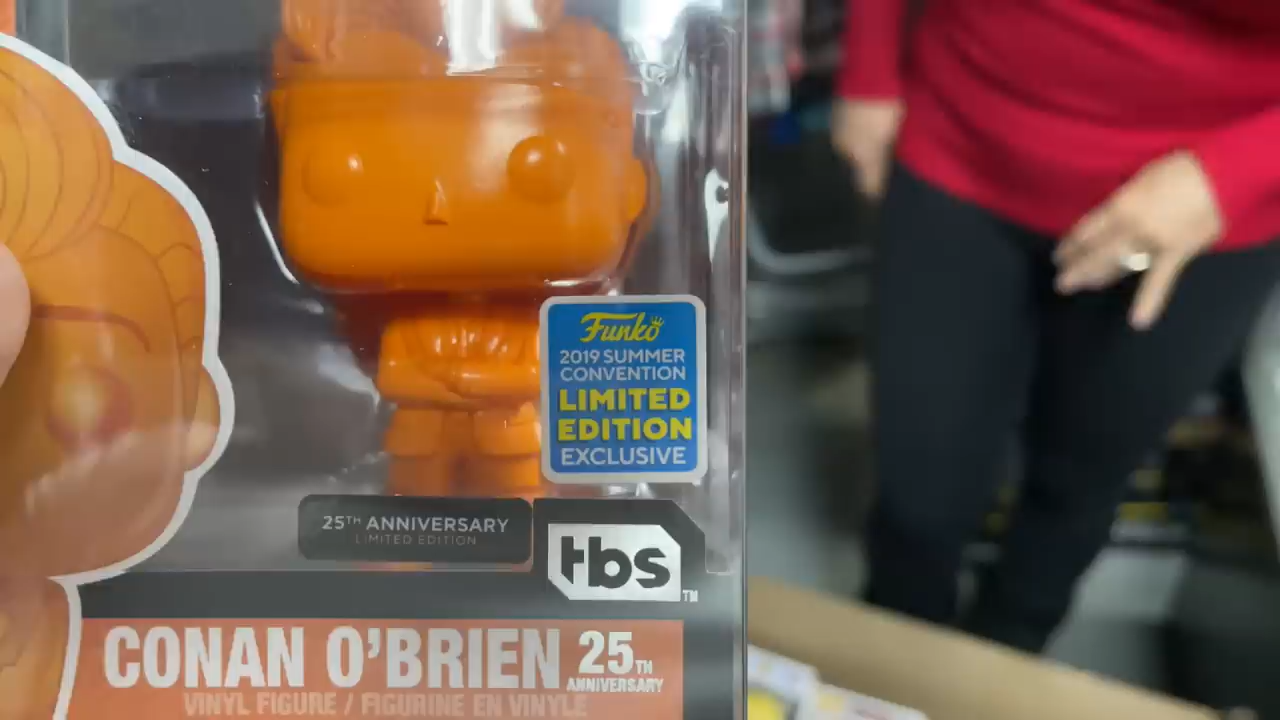 Funko
2019 SUMMER
CONVENTION
LIMITED
EDITION
EXCLUSIVE
25TH ANNIVERSARY
LIMITED EDITION
tbs TM
CONAN O'BRIEN 25TH
ANNIVERSARY
VINYL FIGURE / FIGURINE EN VINYLE